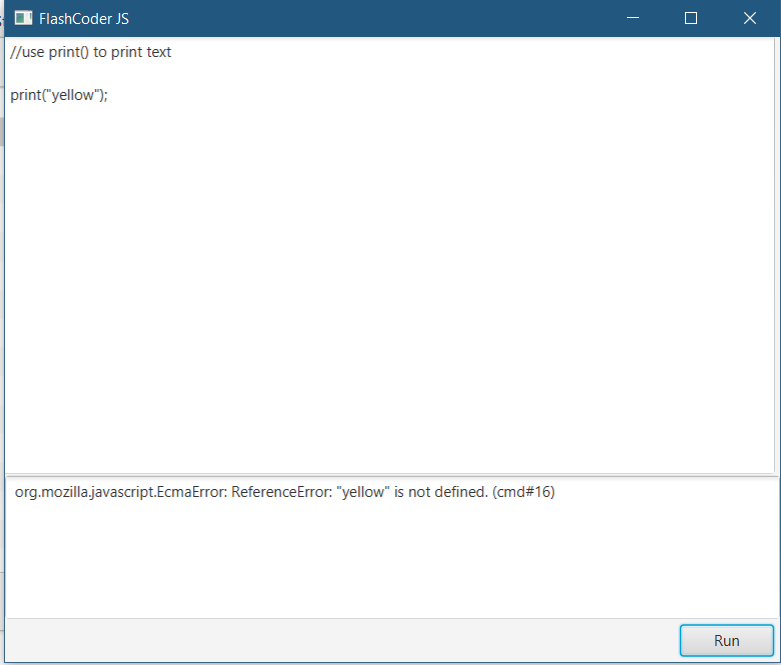 FlashCoder JS
//use print() to print text
print("yellow");
org.mozilla.javascript.EcmaError: ReferenceError: "yellow" is not defined. (cmd#16)
Run